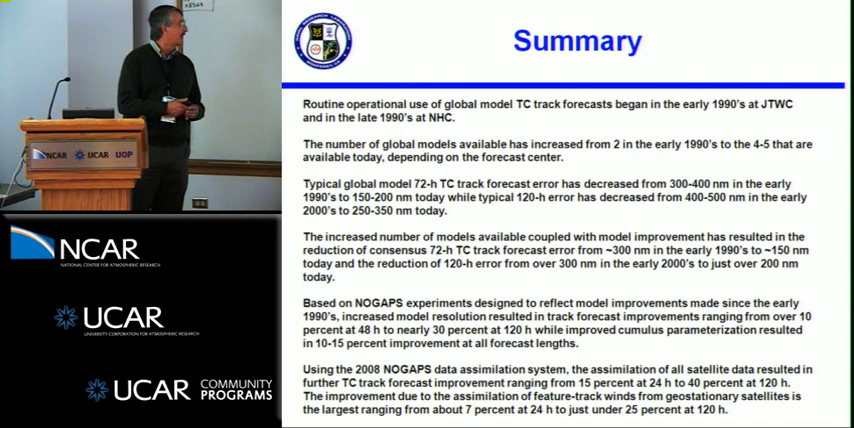 NCAR UCAR UOP
NCAR
NATIONAL CENTER FOR ATMOSPHERIC RESEARCH
UCAR
UNIVERSITY CORPORATION FOR ATMOSPHERIC RESEARCH
UCAR COMMUNITY
PROGRAMS
Summary
Routine operational use of global model TC track forecasts began in the early 1990's at JTWC
and in the late 1990's at NHC.
The number of global models available has increased from 2 in the early 1990's to the 4-5 that are
available today, depending on the forecast center.
Typical global model 72-h TC track forecast error has decreased from 300-400 nm in the early
1990's to 150-200 nm today while typical 120-h error has decreased from 400-500 nm in the early
2000's to 250-350 nm today.
The increased number of models available coupled with model improvement has resulted in the
reduction of consensus 72-h TC track forecast error from ~300 nm in the early 1990's to ~150 nm
today and the reduction of 120-h error from over 300 nm in the early 2000's to just over 200 nm
today.
Based on NOGAPS experiments designed to reflect model improvements made since the early
1990's, increased model resolution resulted in track forecast improvements ranging from over 10
percent at 48 h to nearly 30 percent at 120 h while improved cumulus parameterization resulted
in 10-15 percent improvement at all forecast lengths.
Using the 2008 NOGAPS data assimilation system, the assimilation of all satellite data resulted in
further TC track forecast improvement ranging from 15 percent at 24 h to 40 percent at 120 h.
The improvement due to the assimilation of feature-track winds from geostationary satellites is
the largest ranging from about 7 percent at 24 h to just under 25 percent at 120 h.